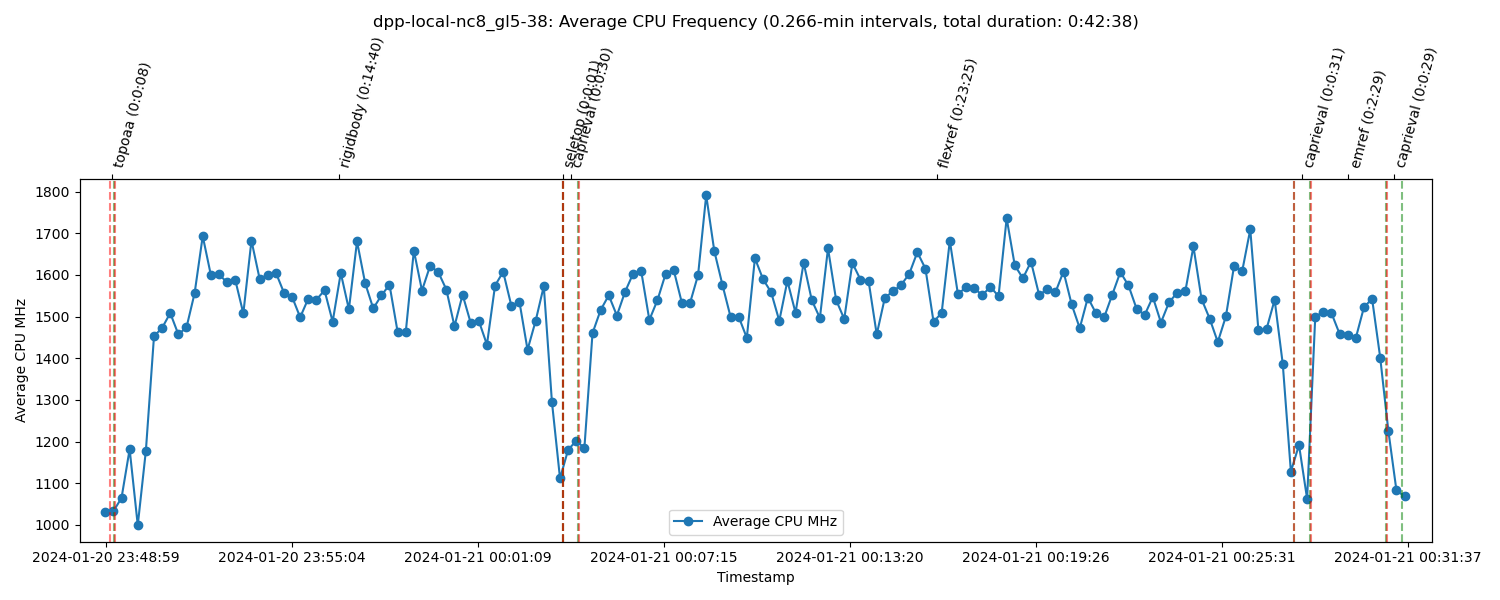 dpp-local-nc8_gl5-38: Average CPU Frequency (0.266-min intervals, total duration: 0:42:38)
topoaa (0:0:08)
rigidbody (0:14:40)
seletop (0:0:01)
caprieval (0:0:30)
flexref (0:23:25)
caprieval (0:0:31)
emref (0:2:29)
caprieval (0:0:29)
Average CPU MHz
1800
1700
1600
1500
1400
1300
1200
1100
1000
Average CPU MHz
2024-01-20 23:48:59
2024-01-20 23:55:04
2024-01-21 00:01:09
2024-01-21 00:07:15
2024-01-21 00:13:20
2024-01-21 00:19:26
2024-01-21 00:25:31
2024-01-21 00:31:37
Timestamp